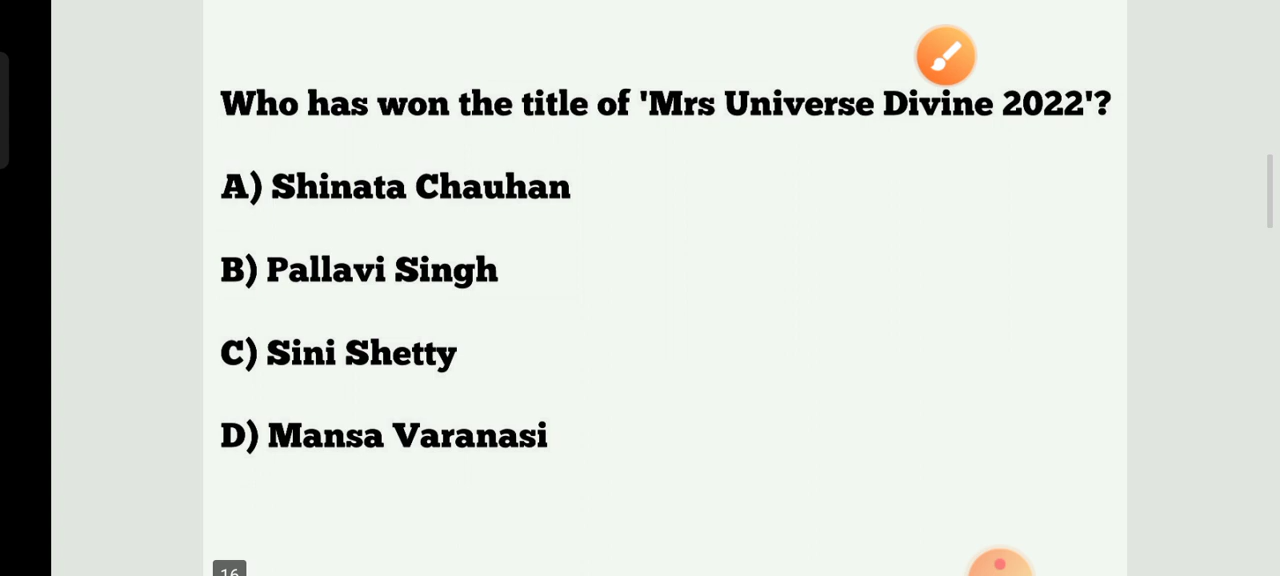 Who has won the title of 'Mrs Universe Divine 2022'?
A) Shinata Chauhan
B) Pallavi Singh
C) Sini Shetty
D) Mansa Varanasi
16